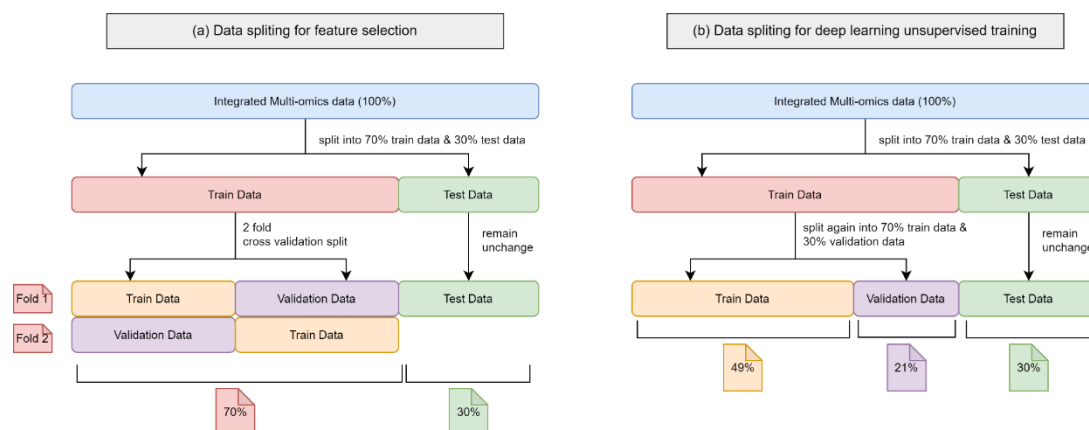 (a) Data spliting for feature selection
Integrated Multi-omics data (100%)
split into 70% train data & 30% test data
Train Data
Test Data
2 fold
cross validation split
remain
unchange
Fold 1
Train Data
Validation Data
Test Data
Fold 2
Validation Data
Train Data
70%
30%
(b) Data spliting for deep learning unsupervised training
Integrated Multi-omics data (100%)
split into 70% train data & 30% test data
Train Data
Test Data
split again into 70% train data &
30% validation data
remain
unchange
Train Data
Validation Data
Test Data
49%
21%
30%